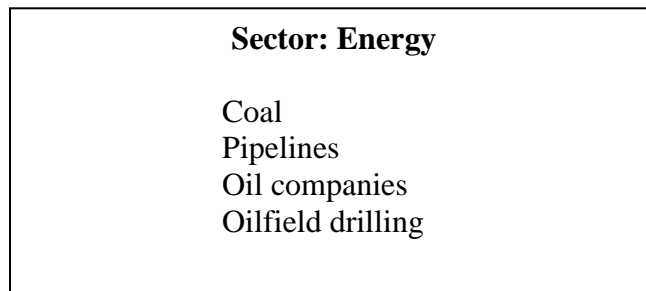 Sector: Energy
Coal
Pipelines
Oil companies
Oilfield drilling